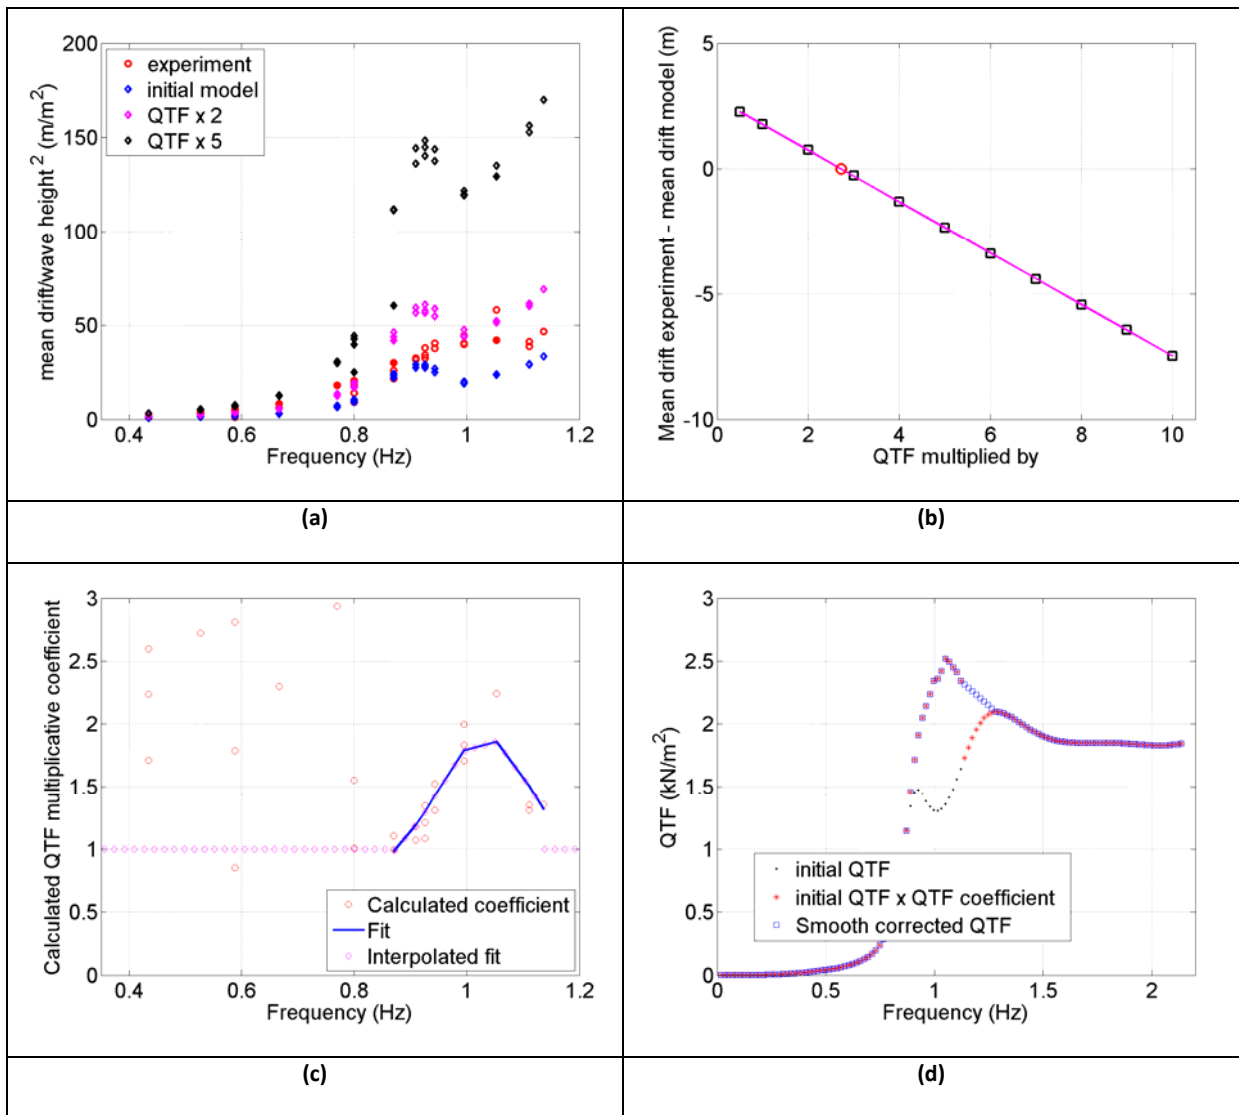 200
150
100
50
0
0.4
0.6
0.8
1
1.2
mean drift/wave height² (m/m²)
Frequency (Hz)
experiment
initial model
QTF x 2
QTF x 5
(a)
5
0
-5
-10
0
2
4
6
8
10
Mean drift experiment - mean drift model (m)
QTF multiplied by
(b)
3
2.5
2
1.5
1
0.5
0
0.4
0.6
0.8
1
1.2
Calculated QTF multiplicative coefficient
Frequency (Hz)
Calculated coefficient
Fit
Interpolated fit
(c)
3
2.5
2
1.5
1
0.5
0
0
0.5
1
1.5
2
QTF (kN/m²)
Frequency (Hz)
initial QTF
initial QTF x QTF coefficient
Smooth corrected QTF
(d)